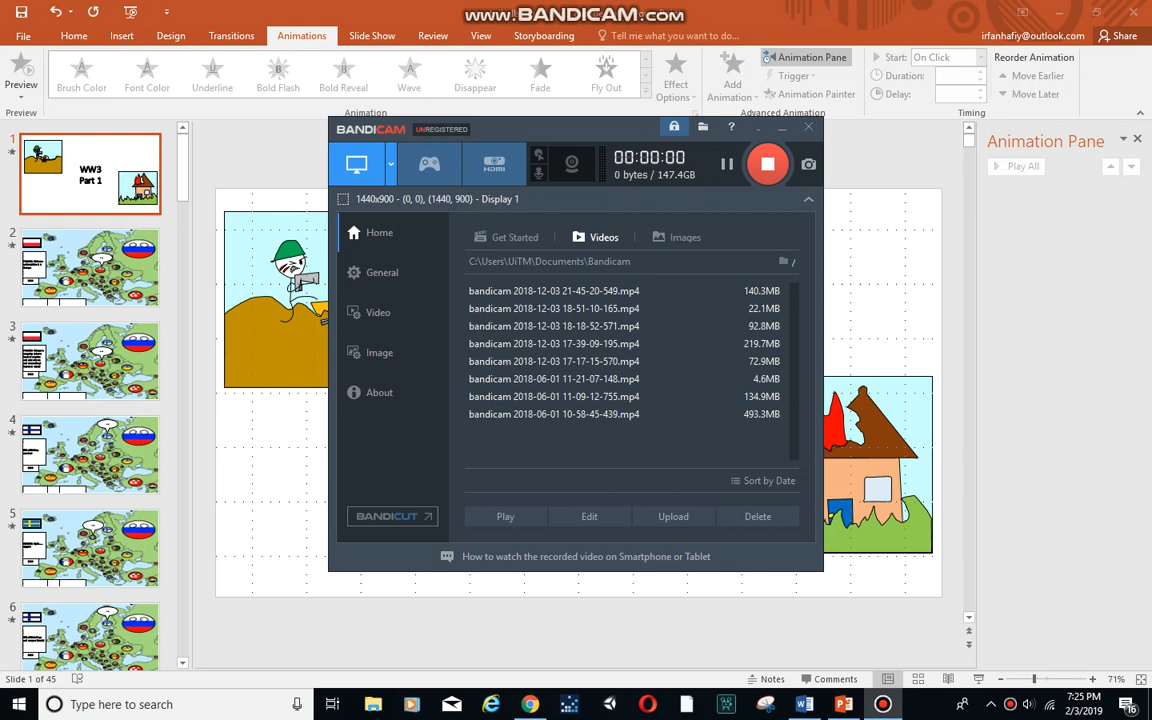 www.BANDICAM.com
File Home Insert Design Transitions Animations Slide Show Review View Storyboarding Tell me what you want to do... irfanhafiy@outlook.com Share
Preview
Brush Color Font Color Underline Bold Flash Bold Reveal Wave Disappear Fade Fly Out
Effect Options
Add Animation
Animation Pane
Trigger
Animation Painter
Start: On Click
Duration:
Delay:
Reorder Animation
Move Earlier
Move Later
Preview Animation Advanced Animation Timing
BANDICAM UNREGISTERED
HDMI
00:00:00
0 bytes / 147.4GB
1440x900 - (0, 0), (1440, 900) - Display 1
Home
General
Video
Image
About
BANDICUT
Get Started Videos Images
C:\Users\UiTM\Documents\Bandicam
bandicam 2018-12-03 21-45-20-549.mp4 140.3MB
bandicam 2018-12-03 18-51-10-165.mp4 22.1MB
bandicam 2018-12-03 18-18-52-571.mp4 92.8MB
bandicam 2018-12-03 17-39-09-195.mp4 219.7MB
bandicam 2018-12-03 17-17-15-570.mp4 72.9MB
bandicam 2018-06-01 11-21-07-148.mp4 4.6MB
bandicam 2018-06-01 11-09-12-755.mp4 134.9MB
bandicam 2018-06-01 10-58-45-439.mp4 493.3MB
Sort by Date
Play Edit Upload Delete
How to watch the recorded video on Smartphone or Tablet
Animation Pane
Play All
1
WW3
Part 1
2
3
4
5
6
Slide 1 of 45
Notes Comments 71%
Type here to search
7:25 PM
2/3/2019
16